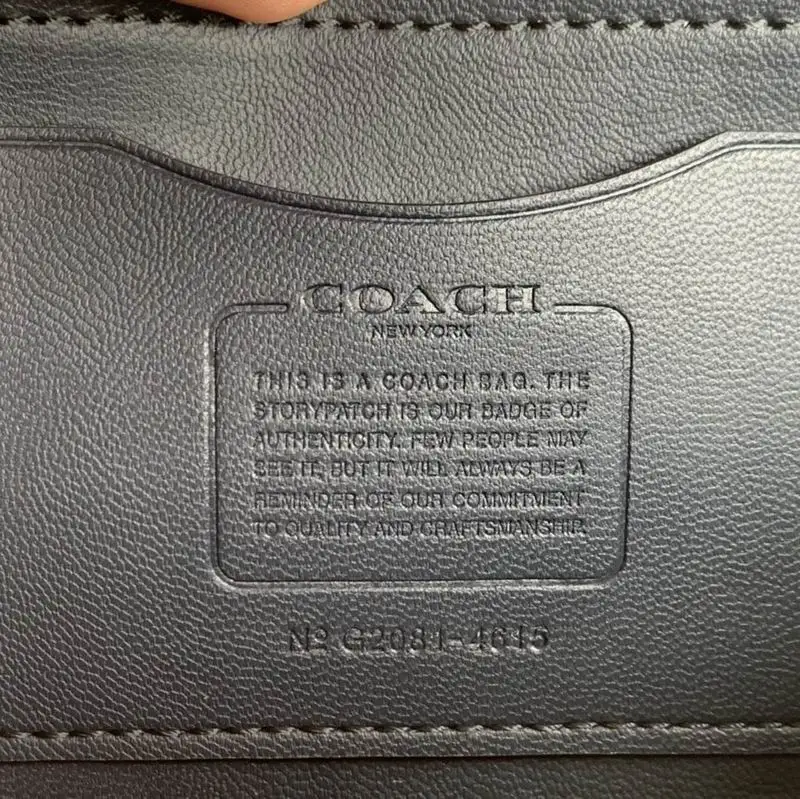 COACH
NEW YORK
THIS IS A COACH BAG. THE
STORYPATCH IS OUR BADGE OF
AUTHENTICITY. FEW PEOPLE MAY
SEE IT, BUT IT WILL ALWAYS BE A
REMINDER OF OUR COMMITMENT
TO QUALITY AND CRAFTSMANSHIP.
Nº G2081-4615